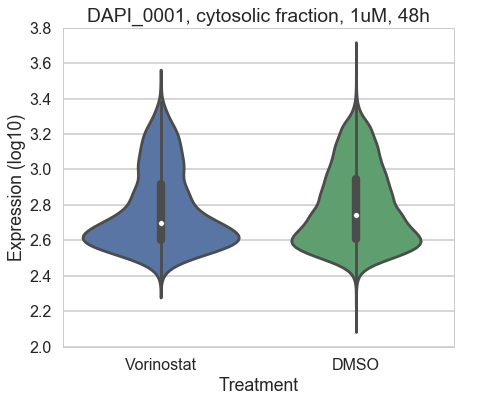 DAPI_0001, cytosolic fraction, 1uM, 48h
3.8
3.6
3.4
3.2
3.0
2.8
2.6
2.4
2.2
2.0
Expression (log10)
Vorinostat DMSO
Treatment